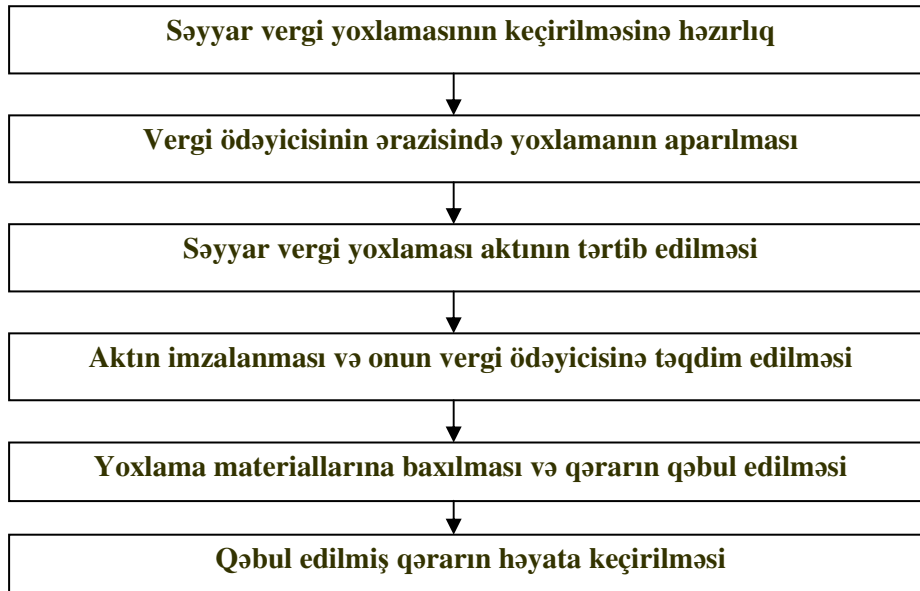 Səyyar vergi yoxlamasının keçirilməsinə həzırlıq
Vergi ödəyicisinin ərazisində yoxlamanın aparılması
Səyyar vergi yoxlaması aktının tərtib edilməsi
Aktın imzalanması və onun vergi ödəyicisinə təqdim edilməsi
Yoxlama materiallarına baxılması və qərarın qəbul edilməsi
Qəbul edilmiş qərarın həyata keçirilməsi